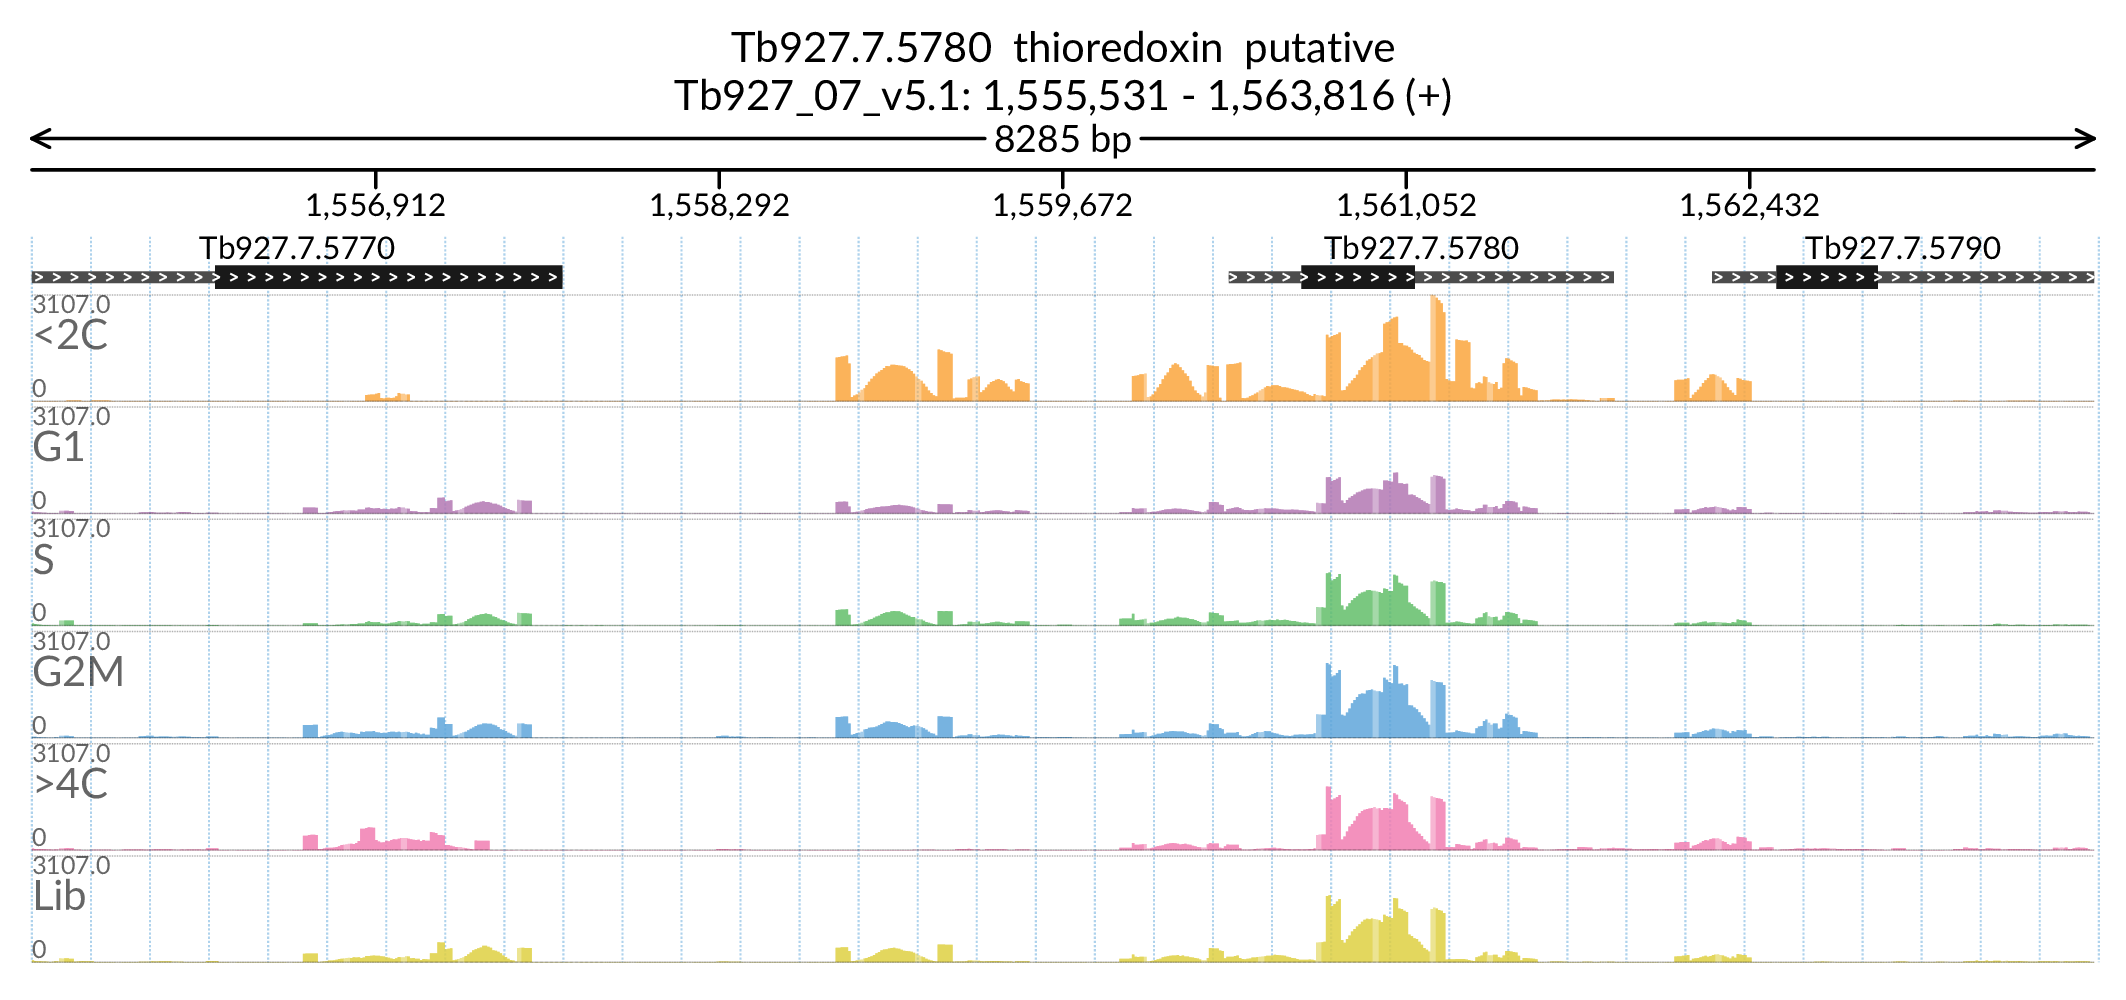 Tb927.7.5780 thioredoxin putative
Tb927_07_v5.1: 1,555,531 - 1,563,816 (+)
8285 bp
1,556,912 1,558,292 1,559,672 1,561,052 1,562,432
Tb927.7.5770 Tb927.7.5780 Tb927.7.5790
3107.0
<2C
0
3107.0
G1
0
3107.0
S
0
3107.0
G2M
0
3107.0
>4C
0
3107.0
Lib
0